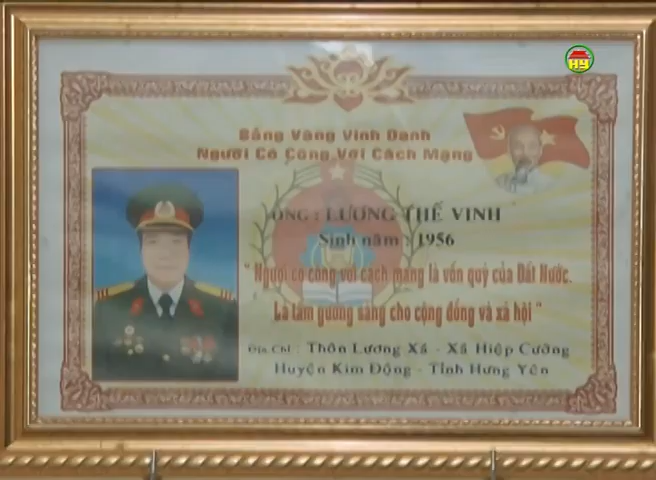 HY
Bảng Vàng Vinh Danh
Người Có Công Với Cách Mạng
ÔNG : LƯƠNG THẾ VINH
Sinh năm : 1956
" Người có công với cách mạng là vốn quý của Đất Nước.
Là tấm gương sáng cho cộng đồng và xã hội "
Địa Chỉ : Thôn Lương Xá - Xã Hiệp Cường
Huyện Kim Động - Tỉnh Hưng Yên